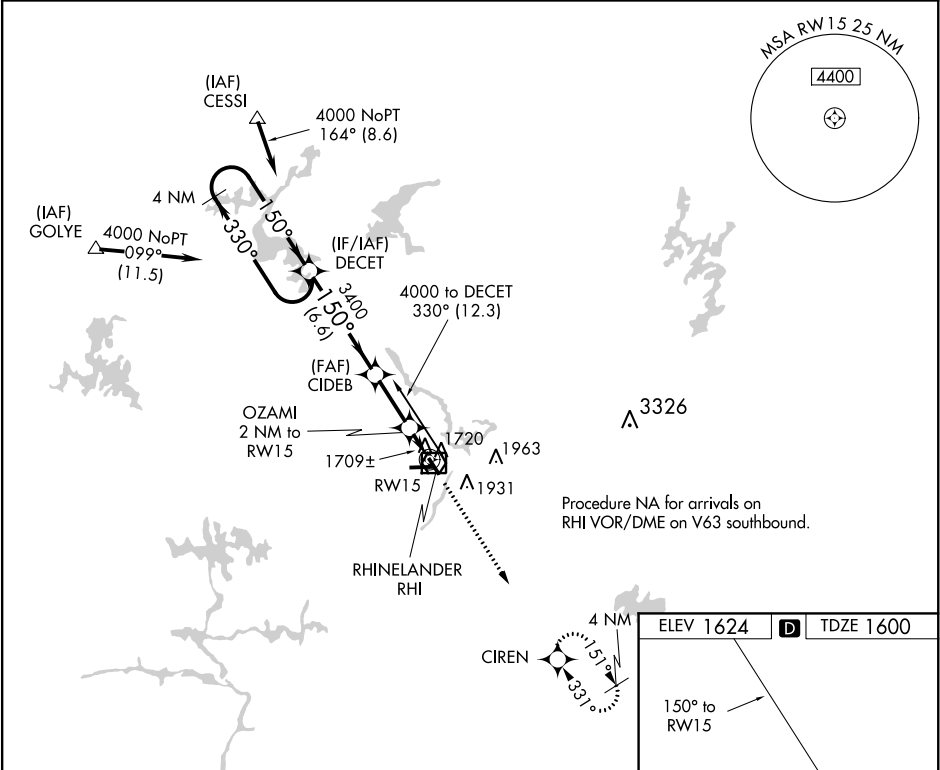 MSA RW15 25 NM
4400
(IAF)
CESSI
4000 NoPT
164° (8.6)
4 NM
150°
330°
(IAF)
GOLYE
4000 NoPT
099°
(11.5)
(IF/IAF)
DECET
3400
150°
(6.6)
4000 to DECET
330° (12.3)
(FAF)
CIDEB
OZAMI
2 NM to
RW15
3326
1720
1963
1709±
RW15
1931
Procedure NA for arrivals on
RHI VOR/DME on V63 southbound.
RHINELANDER
RHI
4 NM
CIREN
151°
331°
ELEV 1624
D
TDZE 1600
150° to
RW15